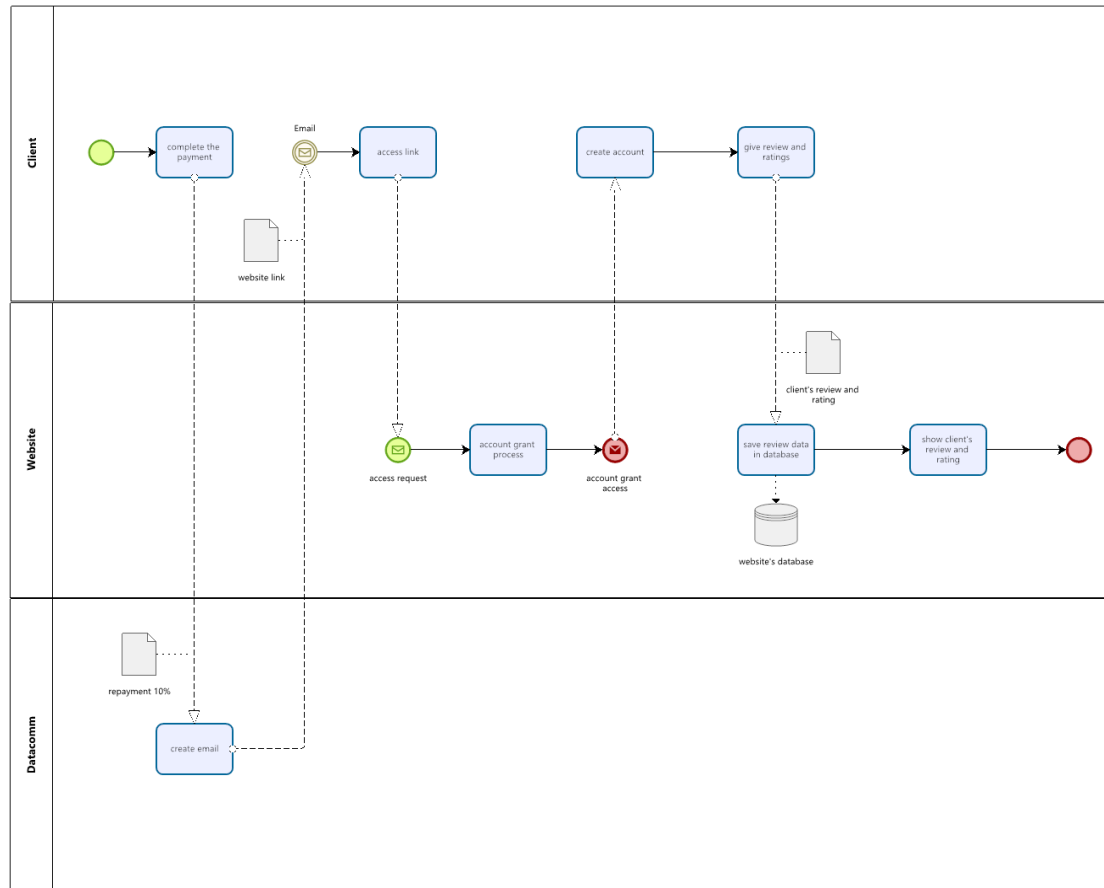 Client
complete the
payment
Email
access link
create account
give review and
ratings
website link
Website
client's review and
rating
access request
account grant
process
account grant
access
save review data
in database
show client's
review and
rating
website's database
Datacomm
repayment 10%
create email